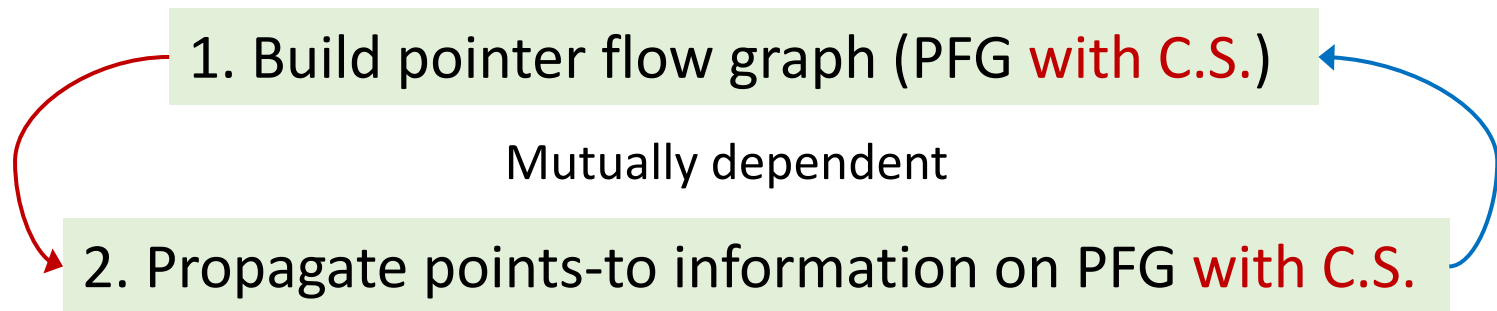 1. Build pointer flow graph (PFG with C.S.)
Mutually dependent
2. Propagate points-to information on PFG with C.S.